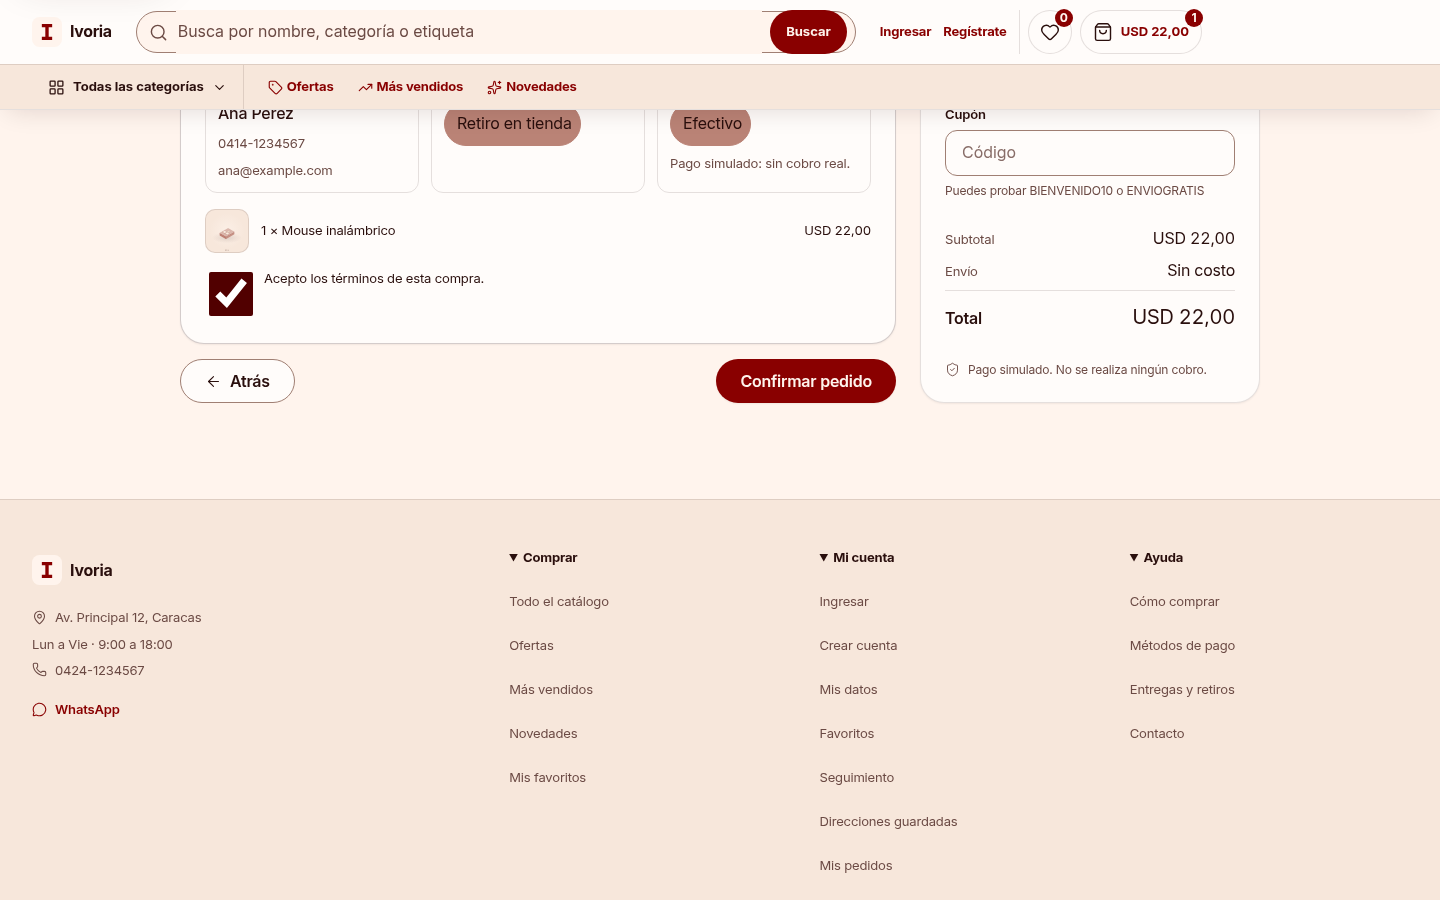 I Ivoria
Busca por nombre, categoría o etiqueta
Buscar
Ingresar
Regístrate
0
1
USD 22,00
Todas las categorías
Ofertas
Más vendidos
Novedades
Ana Pérez
0414-1234567
ana@example.com
Retiro en tienda
Efectivo
Pago simulado: sin cobro real.
1 × Mouse inalámbrico
USD 22,00
Acepto los términos de esta compra.
Atrás
Confirmar pedido
Cupón
Código
Puedes probar BIENVENIDO10 o ENVIOGRATIS
Subtotal
USD 22,00
Envío
Sin costo
Total
USD 22,00
Pago simulado. No se realiza ningún cobro.
I Ivoria
Av. Principal 12, Caracas
Lun a Vie · 9:00 a 18:00
0424-1234567
WhatsApp
Comprar
Todo el catálogo
Ofertas
Más vendidos
Novedades
Mis favoritos
Mi cuenta
Ingresar
Crear cuenta
Mis datos
Favoritos
Seguimiento
Direcciones guardadas
Mis pedidos
Ayuda
Cómo comprar
Métodos de pago
Entregas y retiros
Contacto